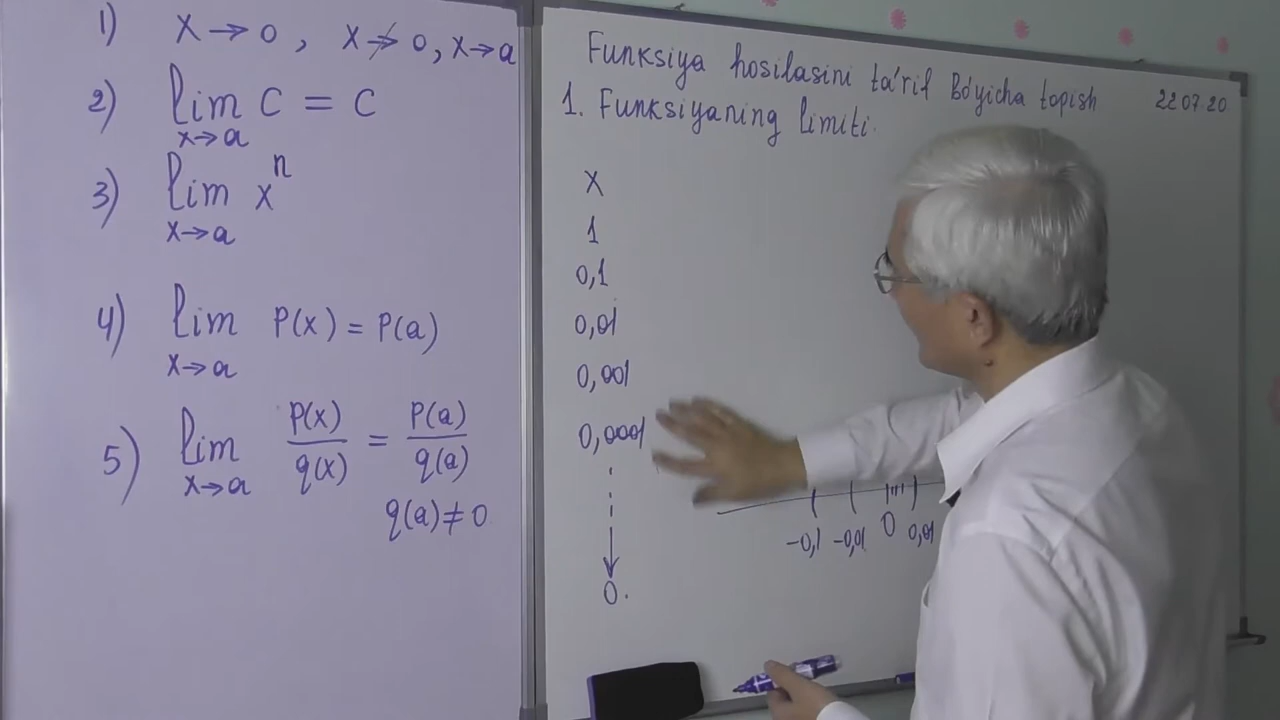 1) x → 0 , x ↛ 0, x → a
2) lim C = C
x → a
3) lim xⁿ
x → a
4) lim P(x) = P(a)
x → a
5) lim P(x)/q(x) = P(a)/q(a)
x → a
q(a) ≠ 0
Funksiya hosilasini ta'rif Bo'yicha topish 22.07.20
1. Funksiyaning limiti.
x
1
0,1
0,01
0,001
0,0001
0.
-0,1 -0,01 0 0,01